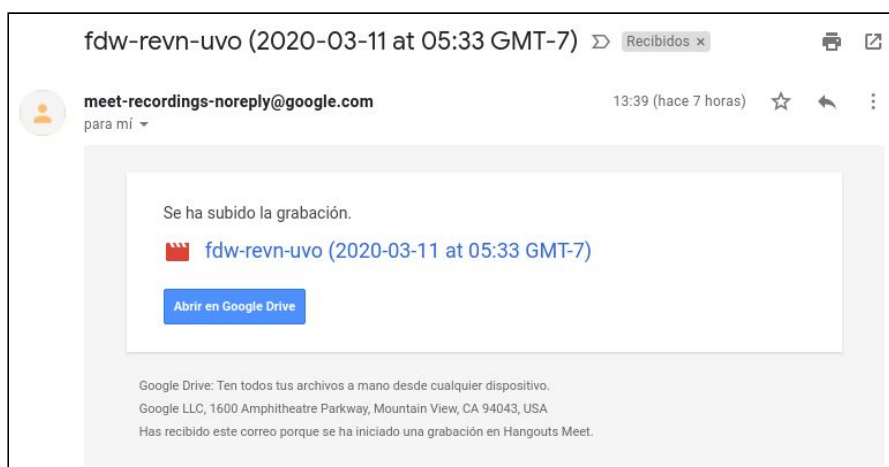 fdw-revn-uvo (2020-03-11 at 05:33 GMT-7) Recibidos ×
meet-recordings-noreply@google.com 13:39 (hace 7 horas)
para mí
Se ha subido la grabación.
fdw-revn-uvo (2020-03-11 at 05:33 GMT-7)
Abrir en Google Drive
Google Drive: Ten todos tus archivos a mano desde cualquier dispositivo.
Google LLC, 1600 Amphitheatre Parkway, Mountain View, CA 94043, USA
Has recibido este correo porque se ha iniciado una grabación en Hangouts Meet.